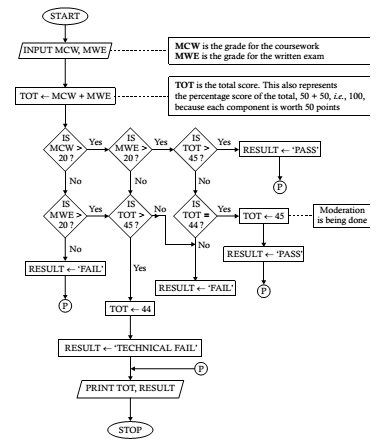 START
INPUT MCW, MWE
MCW is the grade for the coursework
MWE is the grade for the written exam
TOT ← MCW + MWE
TOT is the total score. This also represents
the percentage score of the total, 50 + 50, i.e., 100,
because each component is worth 50 points
IS
MCW >
20 ?
Yes
No
IS
MWE >
20 ?
Yes
No
IS
TOT >
45 ?
Yes
No
RESULT ← 'PASS'
P
IS
MWE >
20 ?
Yes
No
IS
TOT >
45 ?
No
Yes
IS
TOT =
44 ?
Yes
No
TOT ← 45
Moderation
is being done
RESULT ← 'PASS'
P
RESULT ← 'FAIL'
P
RESULT ← 'FAIL'
P
TOT ← 44
RESULT ← 'TECHNICAL FAIL'
P
PRINT TOT, RESULT
STOP